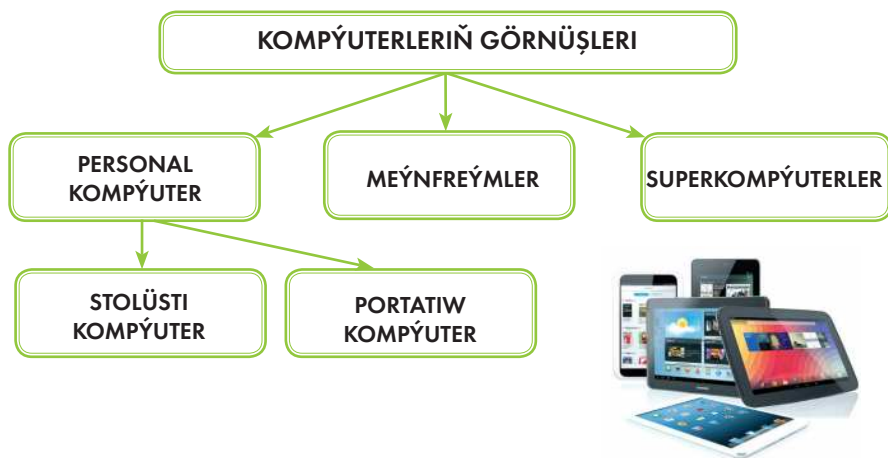 KOMPÝUTERLERIŇ GÖRNÜŞLERI
PERSONAL
KOMPÝUTER
MEÝNFREÝMLER
SUPERKOMPÝUTERLER
STOLÜSTI
KOMPÝUTER
PORTATIW
KOMPÝUTER